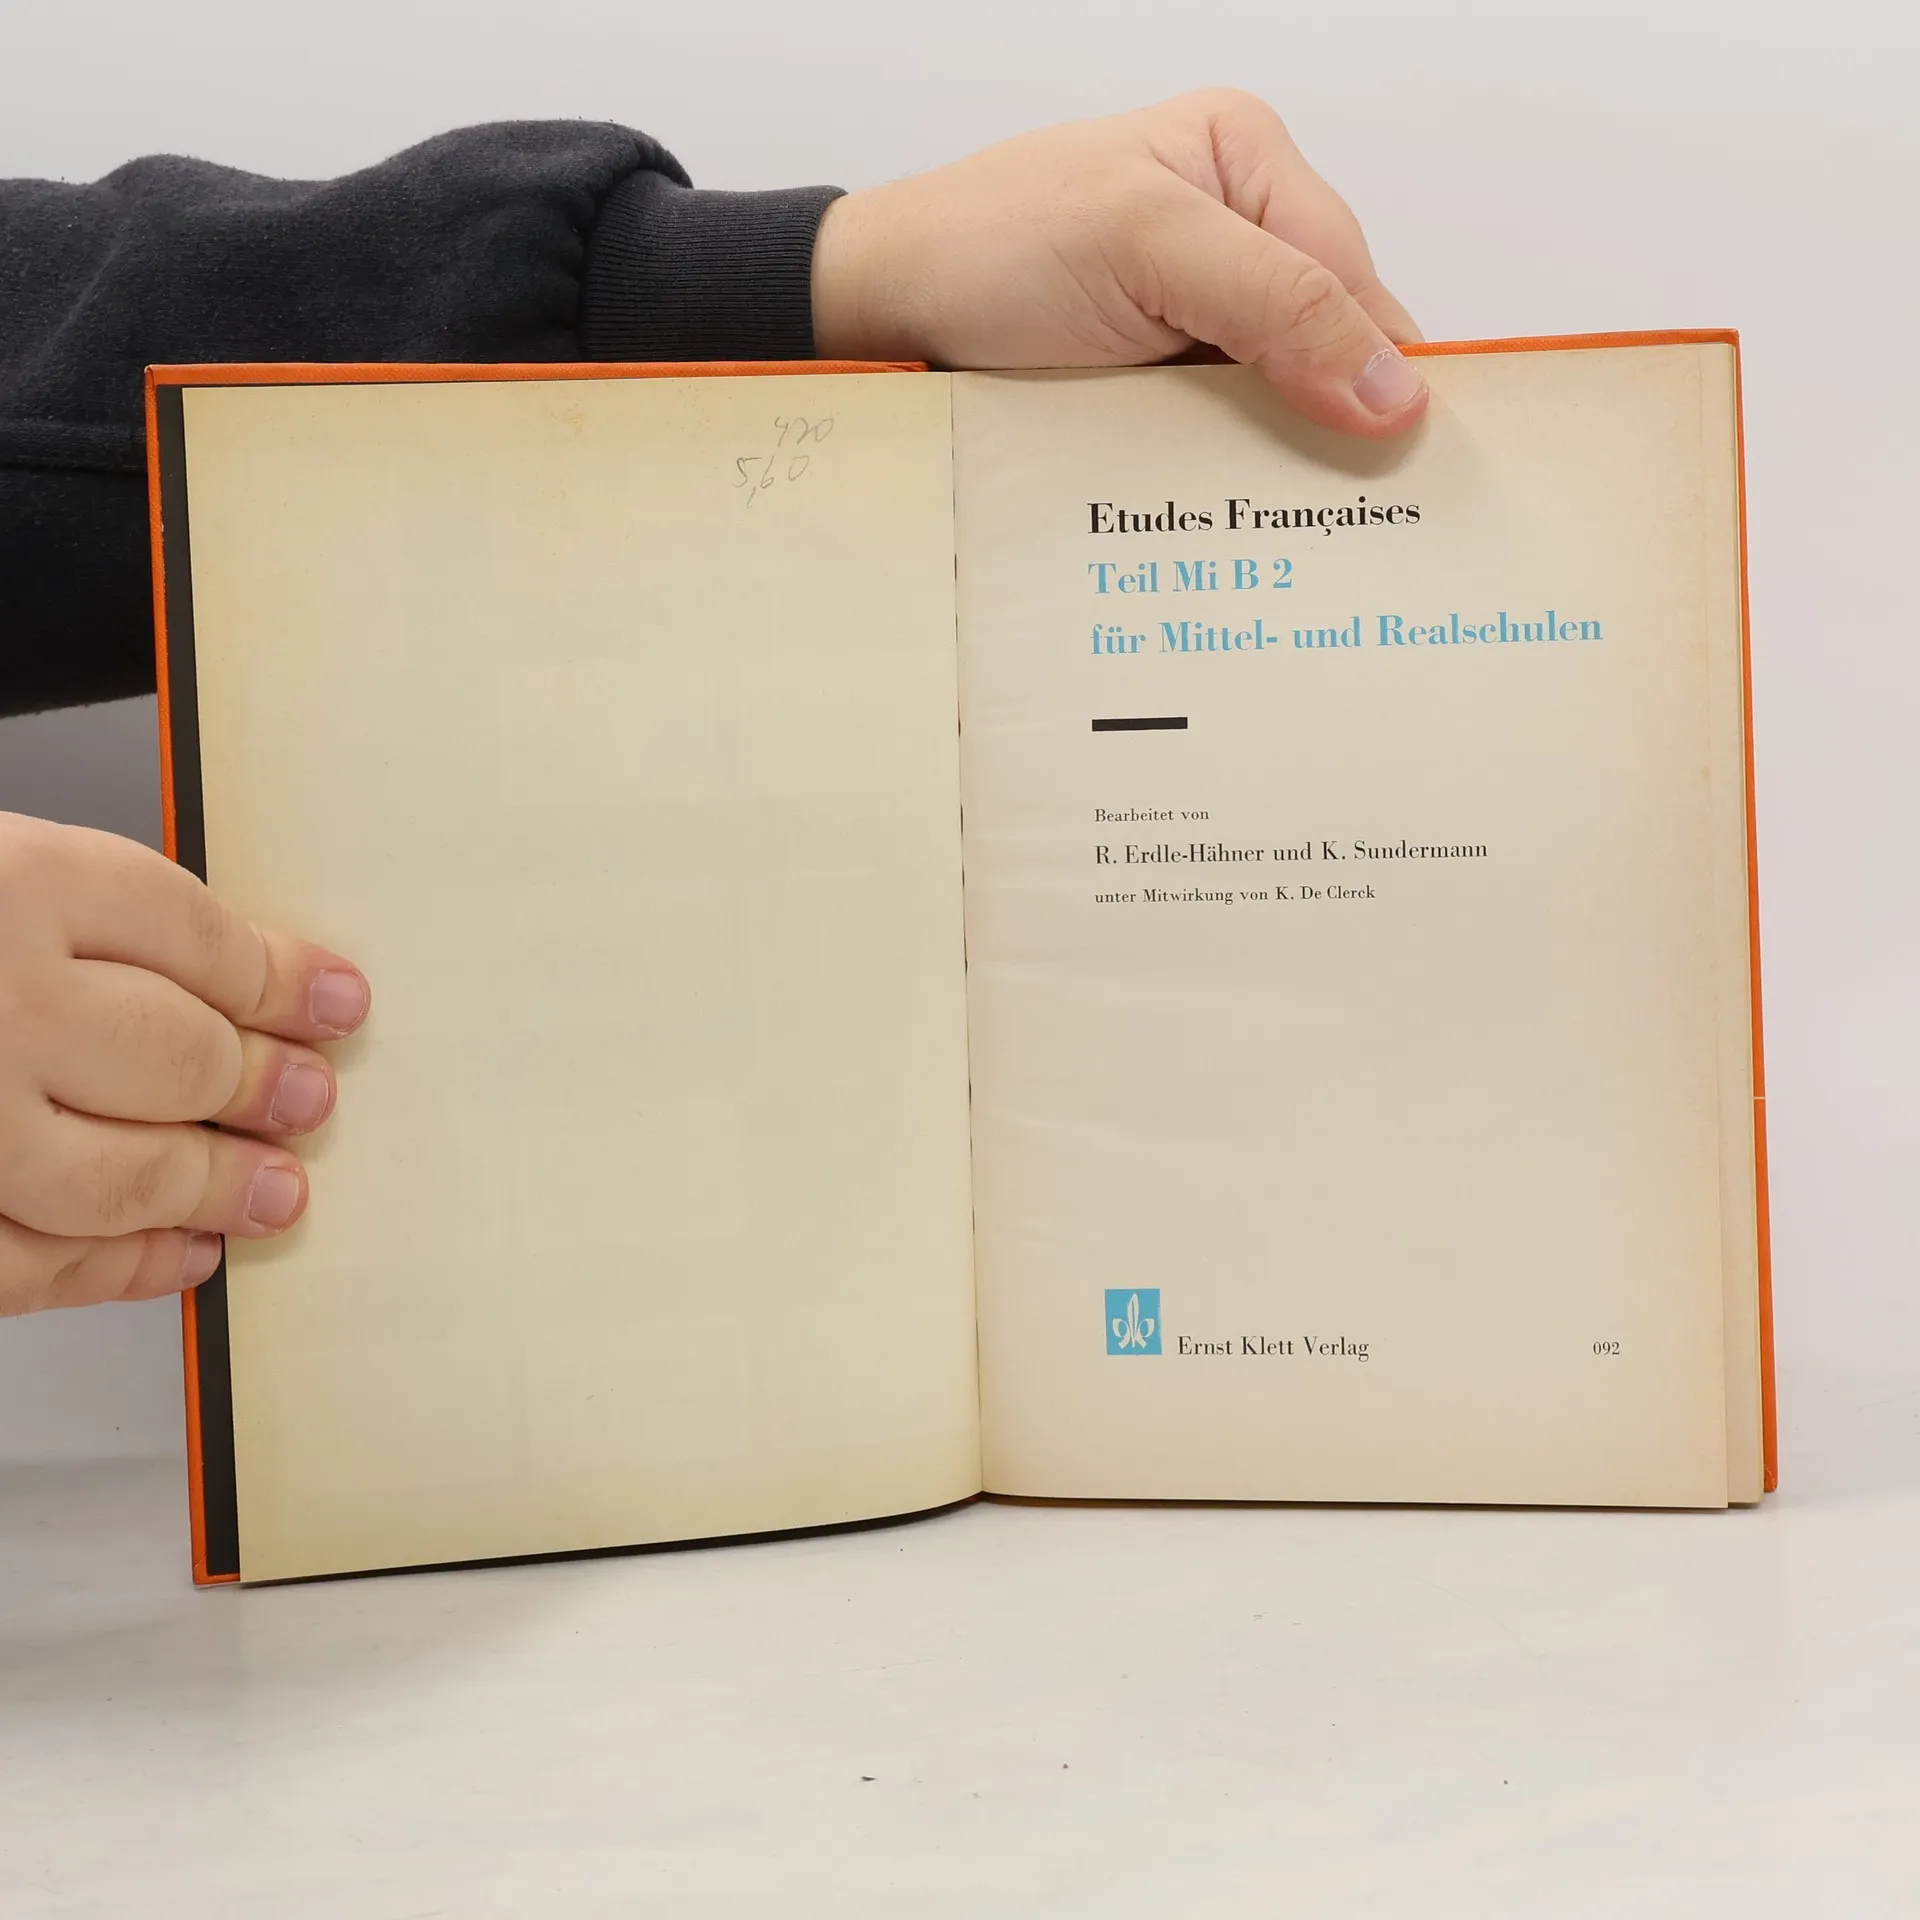 420
5,60
Etudes Françaises
Teil Mi B 2
für Mittel- und Realschulen
Bearbeitet von
R. Erdle-Hähner und K. Sundermann
unter Mitwirkung von K. De Clerck
Ernst Klett Verlag 092